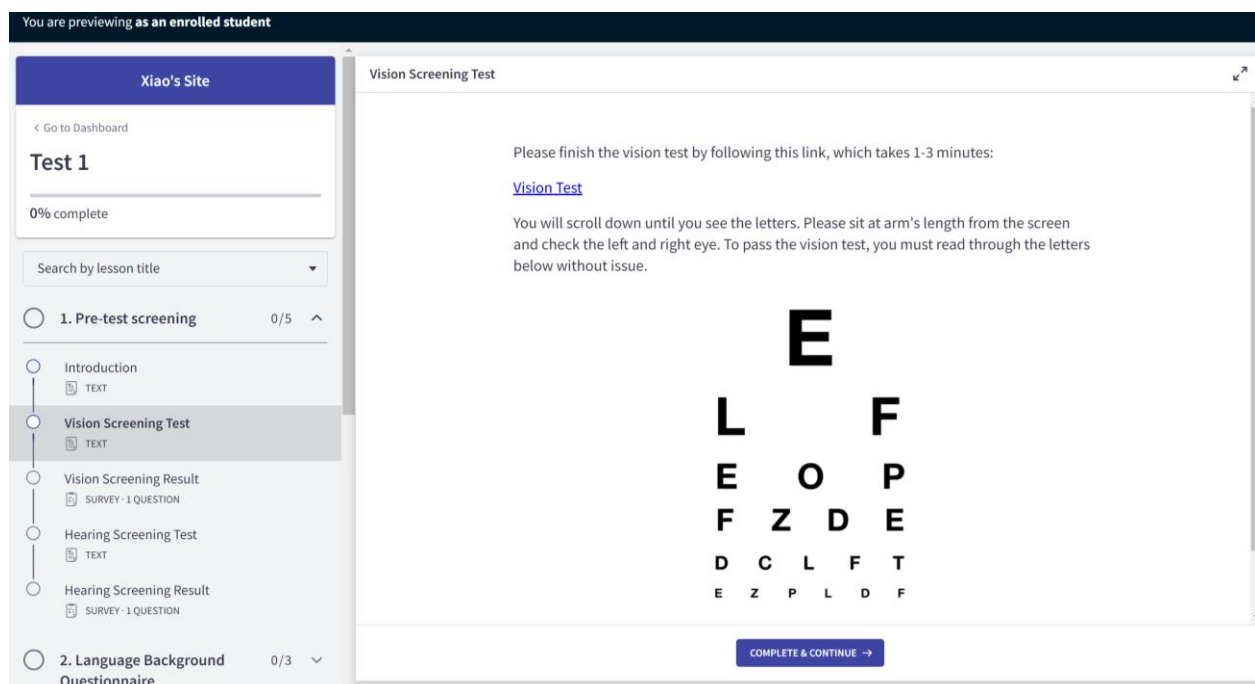 You are previewing as an enrolled student
Xiao's Site
< Go to Dashboard
Test 1
0% complete
Search by lesson title
1. Pre-test screening 0/5
Introduction
TEXT
Vision Screening Test
TEXT
Vision Screening Result
SURVEY · 1 QUESTION
Hearing Screening Test
TEXT
Hearing Screening Result
SURVEY · 1 QUESTION
2. Language Background 0/3
Questionnaire
Vision Screening Test
Please finish the vision test by following this link, which takes 1-3 minutes:
Vision Test
You will scroll down until you see the letters. Please sit at arm's length from the screen
and check the left and right eye. To pass the vision test, you must read through the letters
below without issue.
E
L F
E O P
F Z D E
D C L F T
E Z P L D F
COMPLETE & CONTINUE →